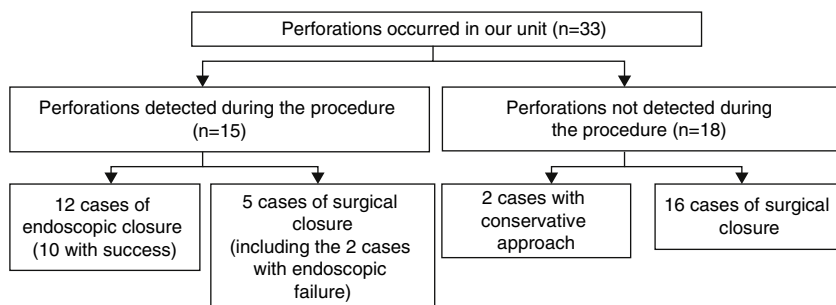 Perforations occurred in our unit (n=33)
Perforations detected during the procedure
(n=15)
Perforations not detected during
the procedure (n=18)
12 cases of
endoscopic closure
(10 with success)
5 cases of surgical
closure
(including the 2 cases
with endoscopic
failure)
2 cases with
conservative
approach
16 cases of surgical
closure